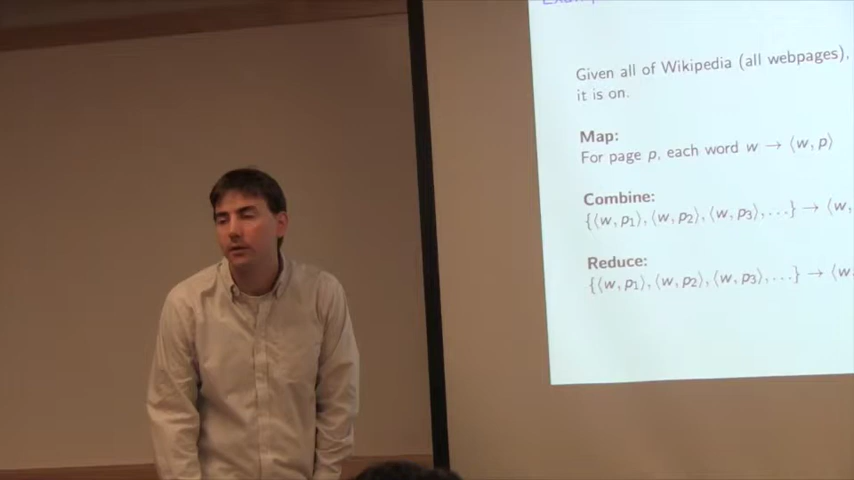 Given all of Wikipedia (all webpages),
it is on.
Map:
For page p, each word w → ⟨w, p⟩
Combine:
{⟨w, p₁⟩, ⟨w, p₂⟩, ⟨w, p₃⟩, ...} → ⟨w,
Reduce:
{⟨w, p₁⟩, ⟨w, p₂⟩, ⟨w, p₃⟩, ...} → ⟨w